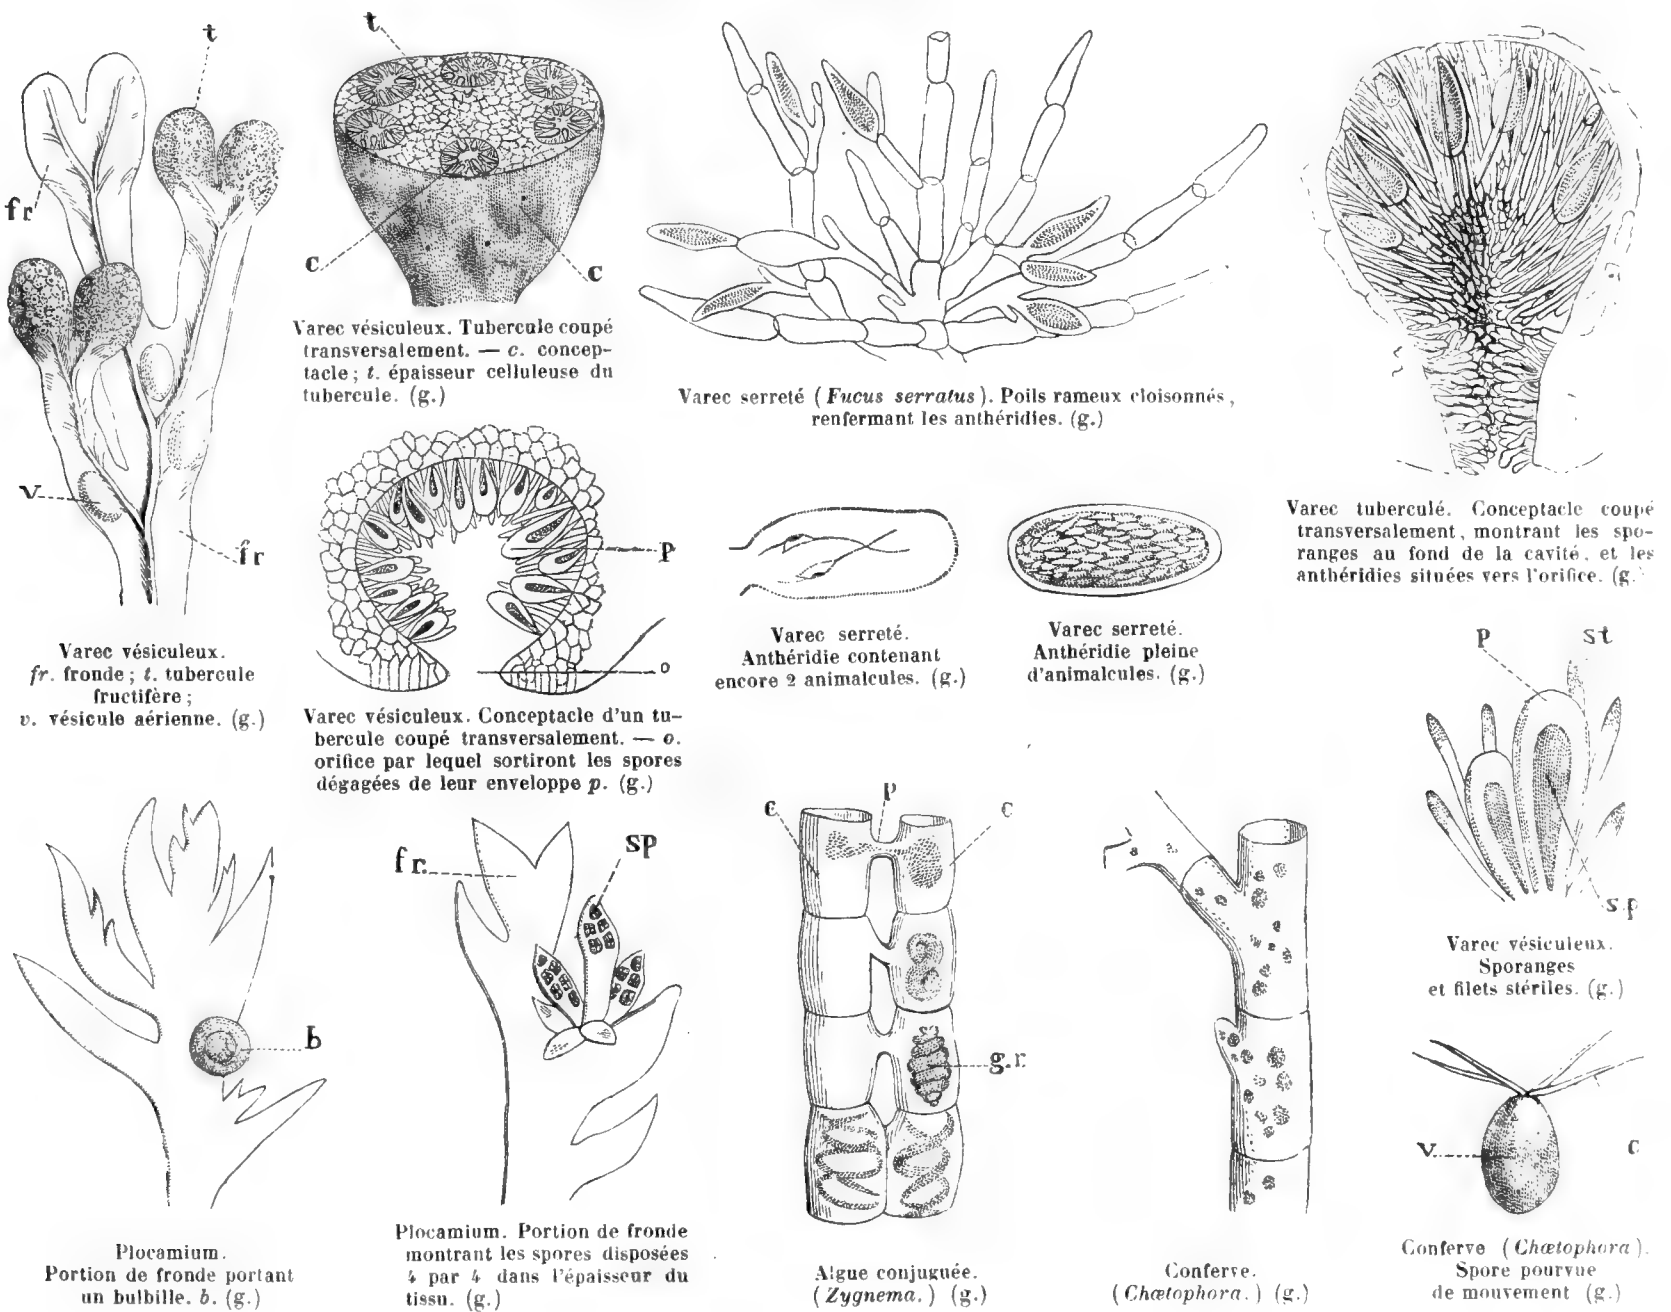 t
fr
v
fr
Varec vésiculeux.
fr. fronde ; t. tubercule
fructifère ;
v. vésicule aérienne. (g.)
t
c
c
Varec vésiculeux. Tubercule coupé
transversalement. — c. concep-
tacle ; t. épaisseur celluleuse du
tubercule. (g.)
Varec serreté (Fucus serratus). Poils rameux cloisonnés,
renfermant les anthéridies. (g.)
Varec tuberculé. Conceptacle coupé
transversalement, montrant les spo-
ranges au fond de la cavité, et les
anthéridies situées vers l'orifice. (g.)
p
o
Varec vésiculeux. Conceptacle d'un tu-
bercule coupé transversalement. — o.
orifice par lequel sortiront les spores
dégagées de leur enveloppe p. (g.)
Varec serreté.
Anthéridie contenant
encore 2 animalcules. (g.)
Varec serreté.
Anthéridie pleine
d'animalcules. (g.)
p
st
sp
Varec vésiculeux.
Sporanges
et filets stériles. (g.)
b
Plocamium.
Portion de fronde portant
un bulbille. b. (g.)
fr.
sp
Plocamium. Portion de fronde
montrant les spores disposées
4 par 4 dans l'épaisseur du
tissu. (g.)
c
p
c
g.r.
Algue conjuguée.
(Zygnema.) (g.)
Conferve.
(Chætophora.) (g.)
v
c
Conferve (Chætophora).
Spore pourvue
de mouvement (g.)